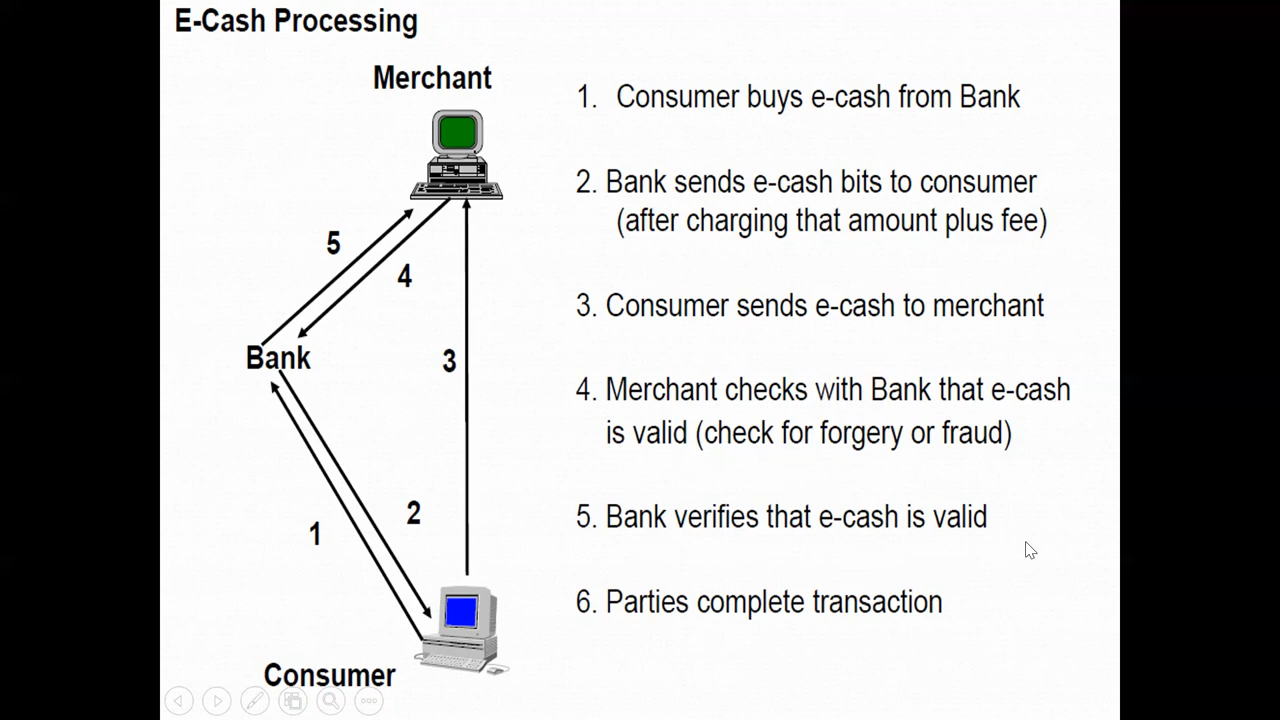 E-Cash Processing
Merchant
1. Consumer buys e-cash from Bank
2. Bank sends e-cash bits to consumer
(after charging that amount plus fee)
5
4
3. Consumer sends e-cash to merchant
Bank
3
4. Merchant checks with Bank that e-cash
is valid (check for forgery or fraud)
1
2
5. Bank verifies that e-cash is valid
6. Parties complete transaction
Consumer